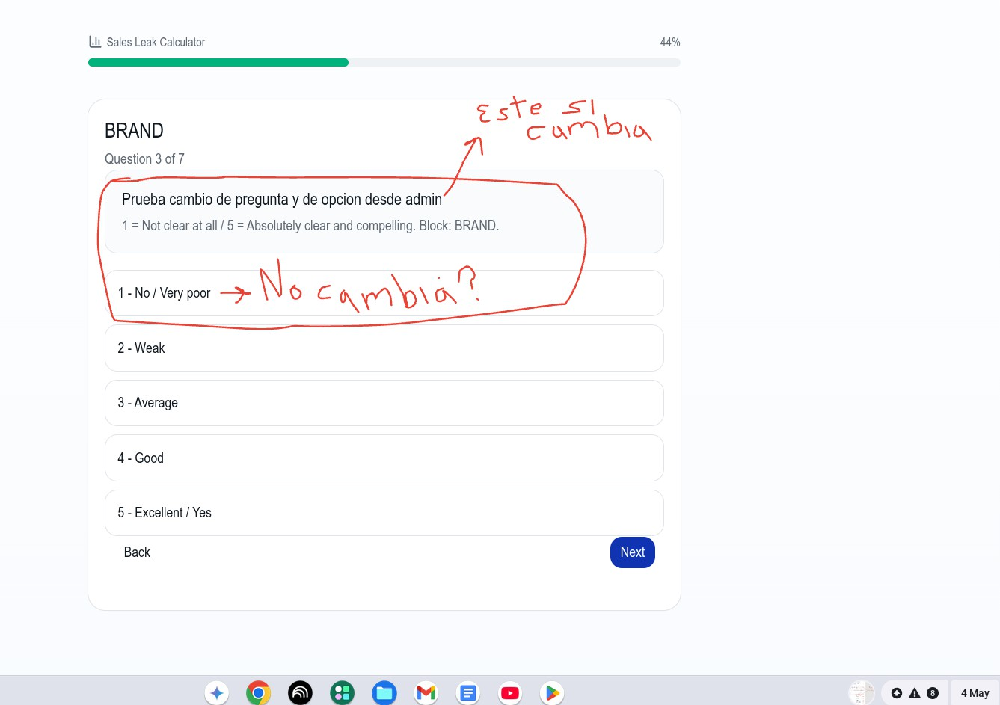 Sales Leak Calculator
44%
Este si
cambia
BRAND
Question 3 of 7
Prueba cambio de pregunta y de opcion desde admin
1 = Not clear at all / 5 = Absolutely clear and compelling. Block: BRAND.
1 - No / Very poor → No cambia?
2 - Weak
3 - Average
4 - Good
5 - Excellent / Yes
Back
Next
8
4 May